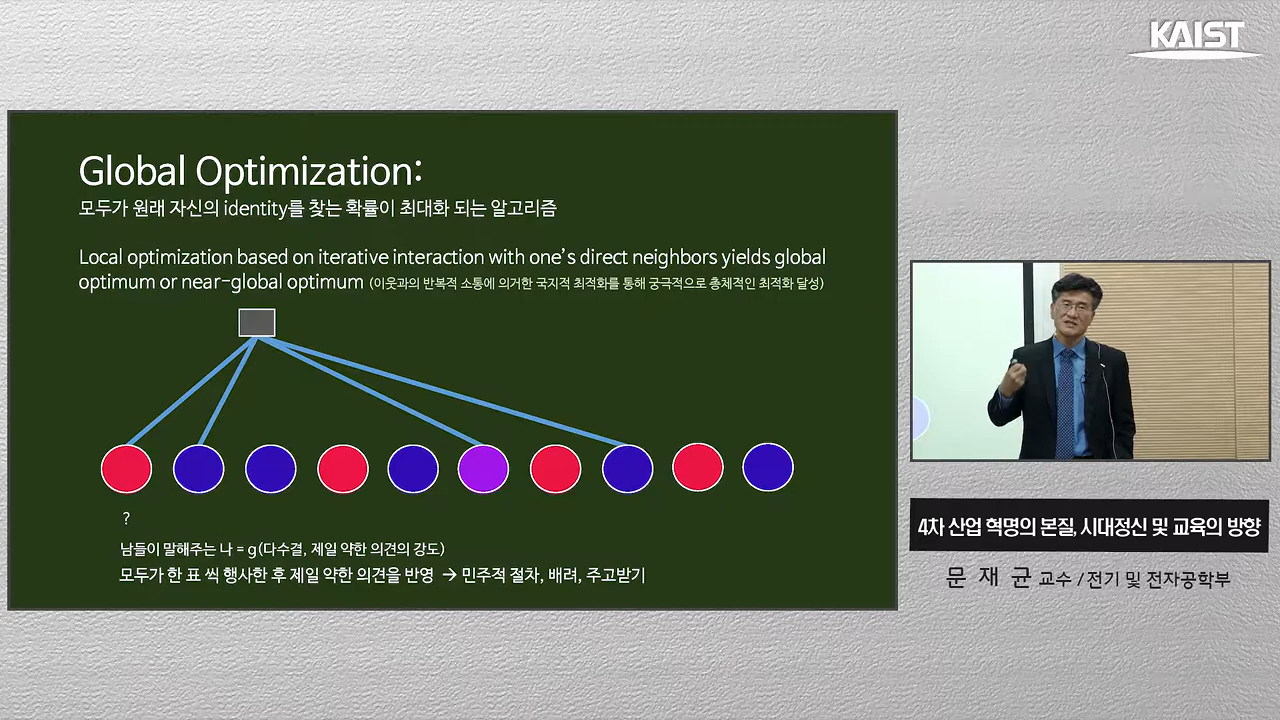 KAIST
Global Optimization:
모두가 원래 자신의 identity를 찾는 확률이 최대화 되는 알고리즘
Local optimization based on iterative interaction with one's direct neighbors yields global
optimum or near-global optimum (이웃과의 반복적 소통에 의거한 국지적 최적화를 통해 궁극적으로 총체적인 최적화 달성)
?
남들이 말해주는 나 = g(다수결, 제일 약한 의견의 강도)
모두가 한 표 씩 행사한 후 제일 약한 의견을 반영 → 민주적 절차, 배려, 주고받기
4차 산업 혁명의 본질, 시대정신 및 교육의 방향
문 재 균 교수 / 전기 및 전자공학부